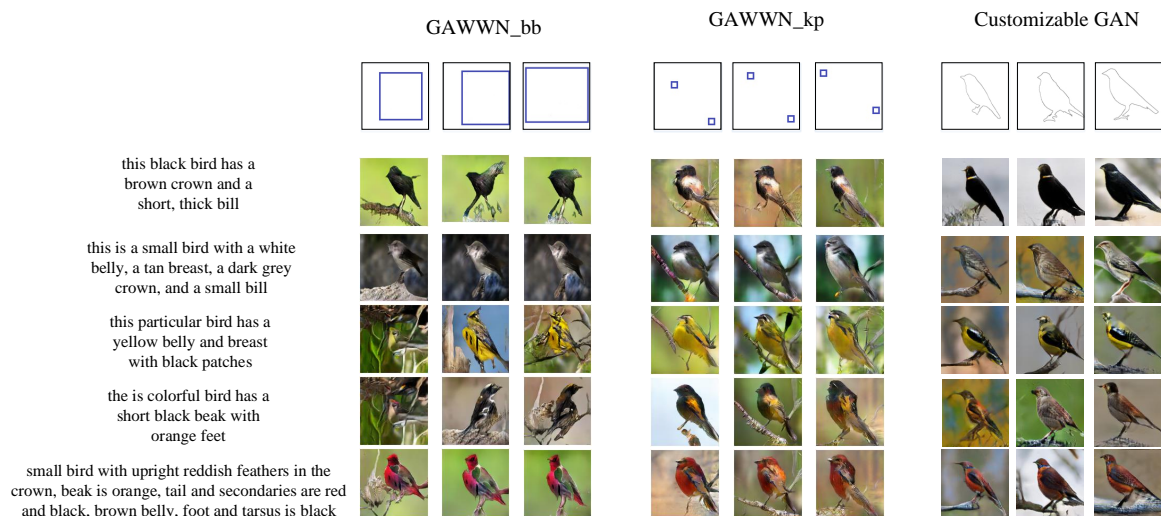 GAWWN_bb
GAWWN_kp
Customizable GAN
this black bird has a
brown crown and a
short, thick bill
this is a small bird with a white
belly, a tan breast, a dark grey
crown, and a small bill
this particular bird has a
yellow belly and breast
with black patches
the is colorful bird has a
short black beak with
orange feet
small bird with upright reddish feathers in the
crown, beak is orange, tail and secondaries are red
and black, brown belly, foot and tarsus is black